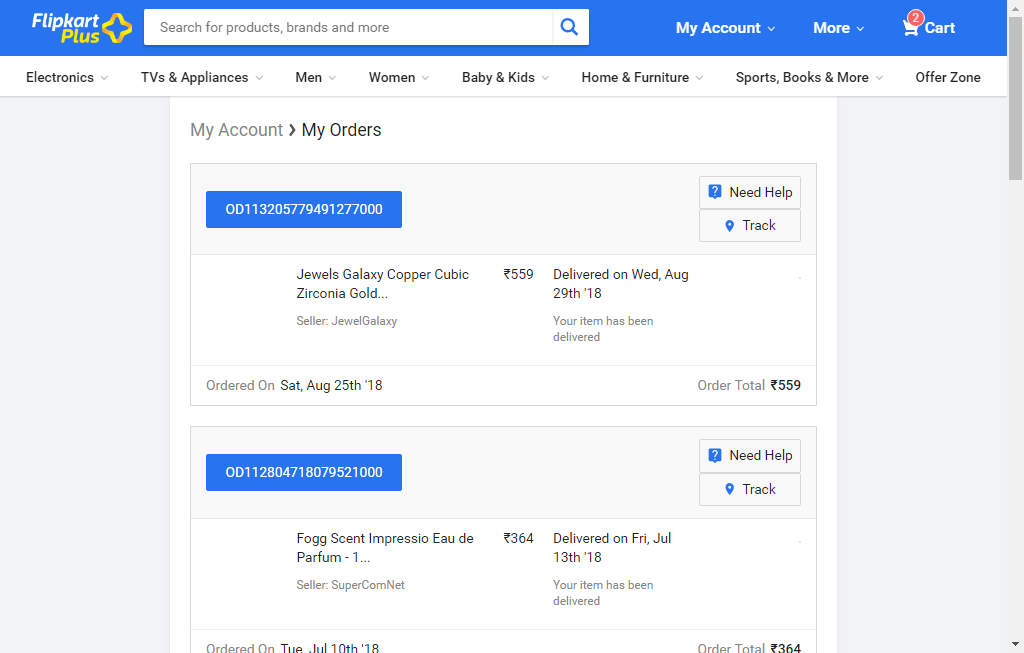 Flipkart
Plus
Search for products, brands and more
My Account
More
2
Cart
Electronics
TVs & Appliances
Men
Women
Baby & Kids
Home & Furniture
Sports, Books & More
Offer Zone
My Account › My Orders
OD113205779491277000
Need Help
Track
Jewels Galaxy Copper Cubic
Zirconia Gold...
Seller: JewelGalaxy
₹559
Delivered on Wed, Aug
29th '18
Your item has been
delivered
Ordered On Sat, Aug 25th '18
Order Total ₹559
OD112804718079521000
Need Help
Track
Fogg Scent Impressio Eau de
Parfum - 1...
Seller: SuperComNet
₹364
Delivered on Fri, Jul
13th '18
Your item has been
delivered
Ordered On Tue, Jul 10th '18
Order Total ₹364